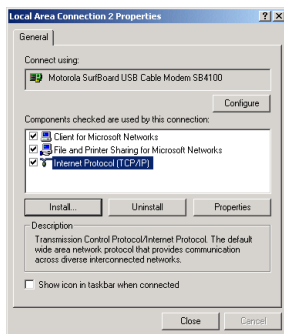 Local Area Connection 2 Properties
General
Connect using:
Motorola SurfBoard USB Cable Modem SB4100
Configure
Components checked are used by this connection:
Client for Microsoft Networks
File and Printer Sharing for Microsoft Networks
Internet Protocol (TCP/IP)
Install... Uninstall Properties
Description
Transmission Control Protocol/Internet Protocol. The default
wide area network protocol that provides communication
across diverse interconnected networks.
Show icon in taskbar when connected
Close Cancel